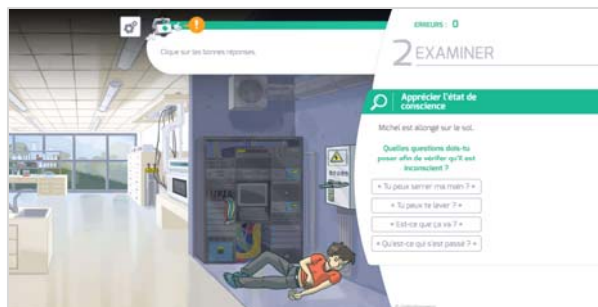 ERREURS : 0
Clique sur les bonnes réponses.
2 EXAMINER
Apprécier l'état de
conscience
Michel est allongé sur le sol.
Quelles questions dois-tu
poser afin de vérifier qu'il est
inconscient ?
« Tu peux serrer ma main ? »
« Tu peux te lever ? »
« Est-ce que ça va ? »
« Qu'est-ce qui s'est passé ? »